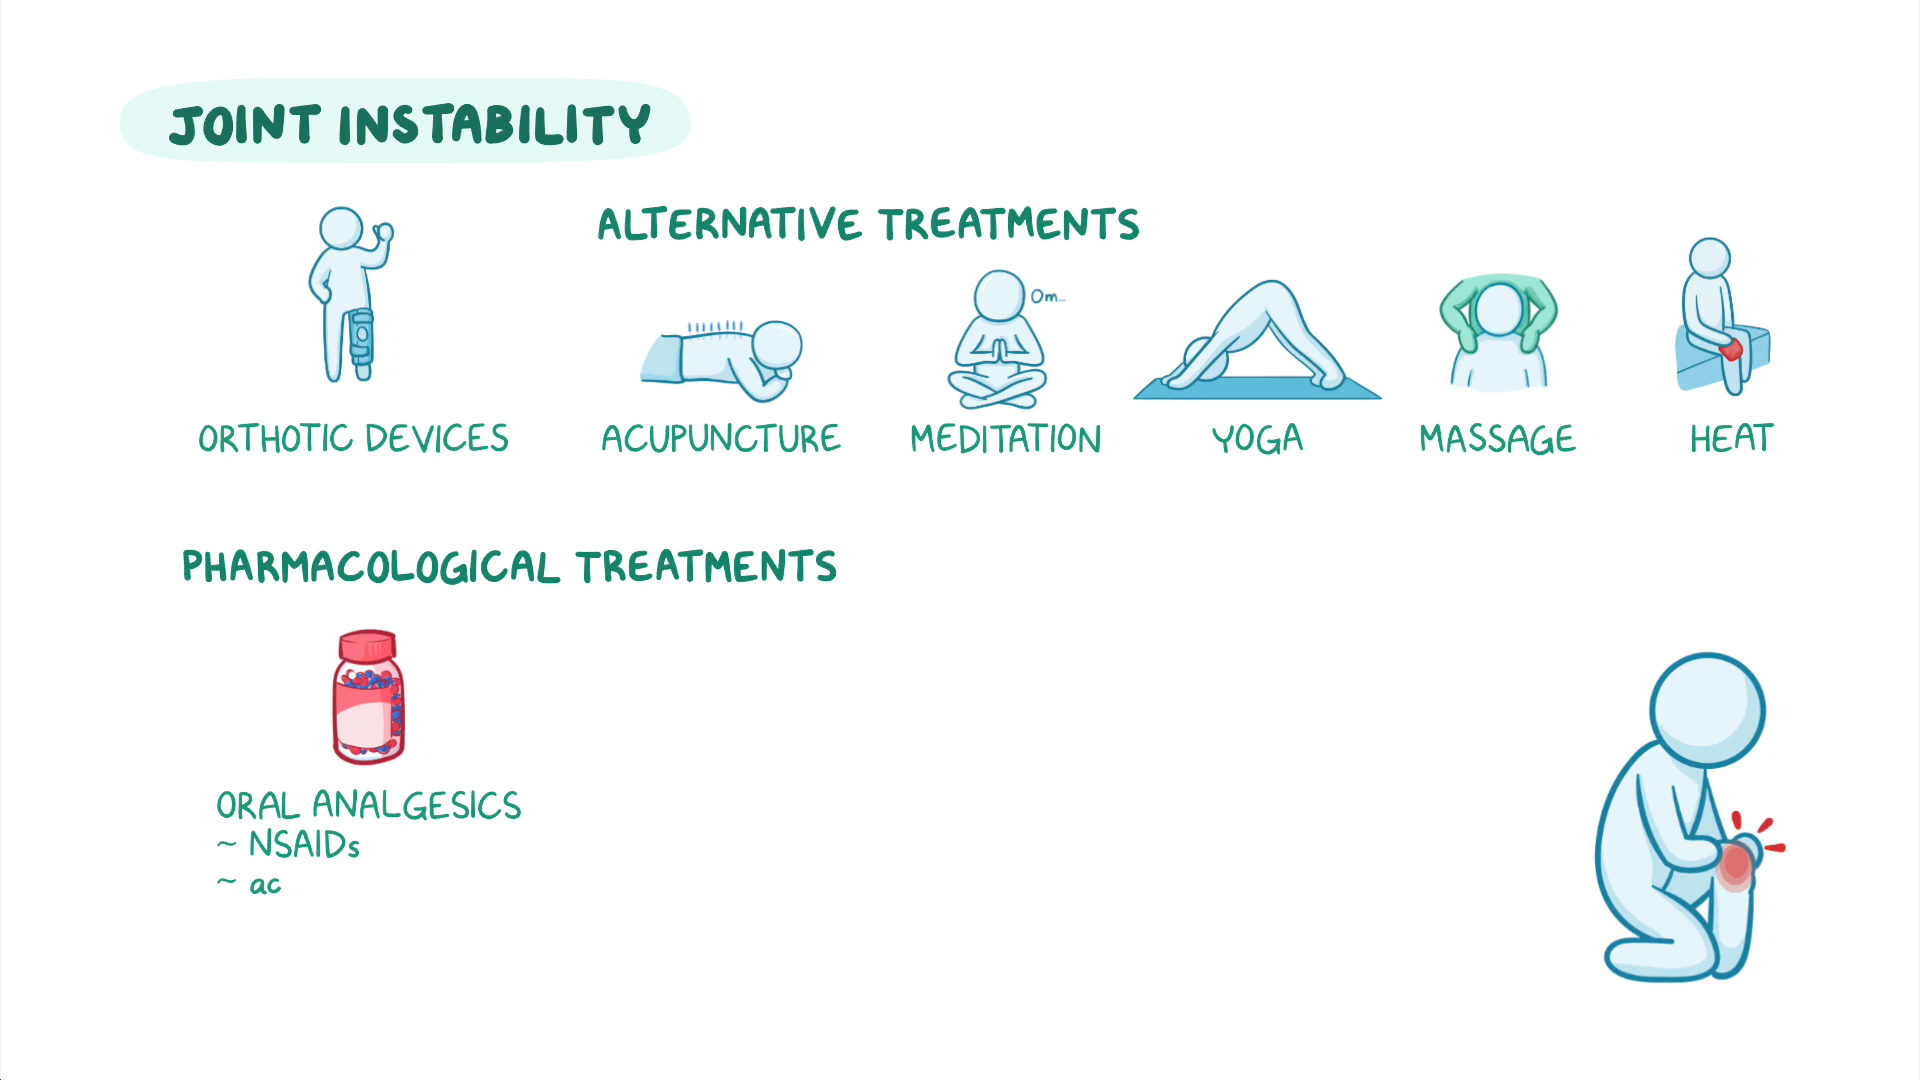 JOINT INSTABILITY
ALTERNATIVE TREATMENTS
Om...
ORTHOTIC DEVICES
ACUPUNCTURE
MEDITATION
YOGA
MASSAGE
HEAT
PHARMACOLOGICAL TREATMENTS
ORAL ANALGESICS
~ NSAIDs
~ ac